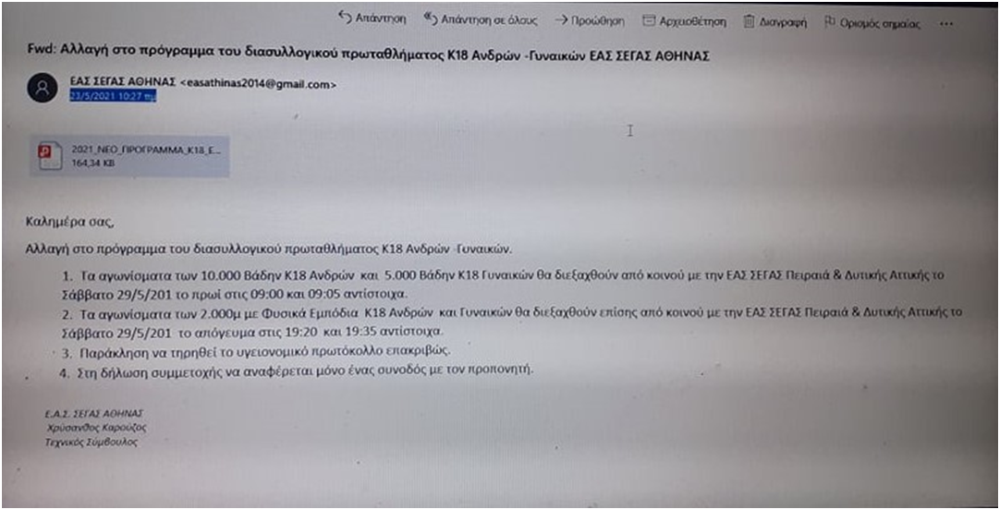 Απάντηση Απάντηση σε όλους Προώθηση Αρχειοθέτηση Διαγραφή Ορισμός σημαίας ...
Fwd: Αλλαγή στο πρόγραμμα του διασυλλογικού πρωταθλήματος Κ18 Ανδρών -Γυναικών ΕΑΣ ΣΕΓΑΣ ΑΘΗΝΑΣ
ΕΑΣ ΣΕΓΑΣ ΑΘΗΝΑΣ <easathinas2014@gmail.com>
23/5/2021 10:27 πμ
2021_ΝΕΟ_ΠΡΟΓΡΑΜΜΑ_Κ18_Ε...
164,34 KB
Καλημέρα σας,
Αλλαγή στο πρόγραμμα του διασυλλογικού πρωταθλήματος Κ18 Ανδρών -Γυναικών.
1. Τα αγωνίσματα των 10.000 Βάδην Κ18 Ανδρών και 5.000 Βάδην Κ18 Γυναικών θα διεξαχθούν από κοινού με την ΕΑΣ ΣΕΓΑΣ Πειραιά & Δυτικής Αττικής το
Σάββατο 29/5/201 το πρωί στις 09:00 και 09:05 αντίστοιχα.
2. Τα αγωνίσματα των 2.000μ με Φυσικά Εμπόδια Κ18 Ανδρών και Γυναικών θα διεξαχθούν επίσης από κοινού με την ΕΑΣ ΣΕΓΑΣ Πειραιά & Δυτικής Αττικής το
Σάββατο 29/5/201 το απόγευμα στις 19:20 και 19:35 αντίστοιχα.
3. Παράκληση να τηρηθεί το υγειονομικό πρωτόκολλο επακριβώς.
4. Στη δήλωση συμμετοχής να αναφέρεται μόνο ένας συνοδός με τον προπονητή.
Ε.Α.Σ. ΣΕΓΑΣ ΑΘΗΝΑΣ
Χρύσανθος Καρούζος
Τεχνικός Σύμβουλος